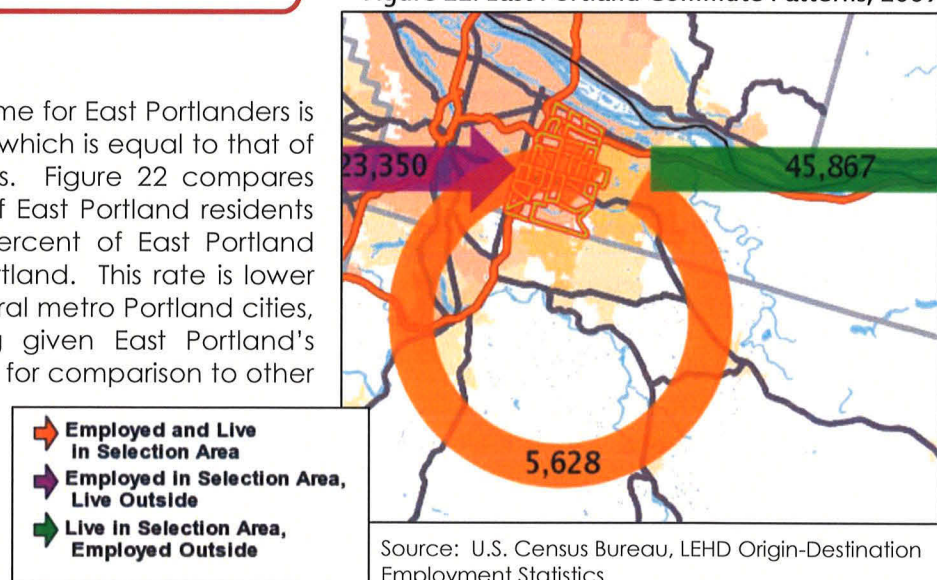 me for East Portlanders is
which is equal to that of
s. Figure 22 compares
f East Portland residents
ercent of East Portland
rtland. This rate is lower
ral metro Portland cities,
given East Portland's
for comparison to other
23,350
45,867
5,628
Employed and Live
in Selection Area
Employed in Selection Area,
Live Outside
Live in Selection Area,
Employed Outside
Source: U.S. Census Bureau, LEHD Origin-Destination
Employment Statistics